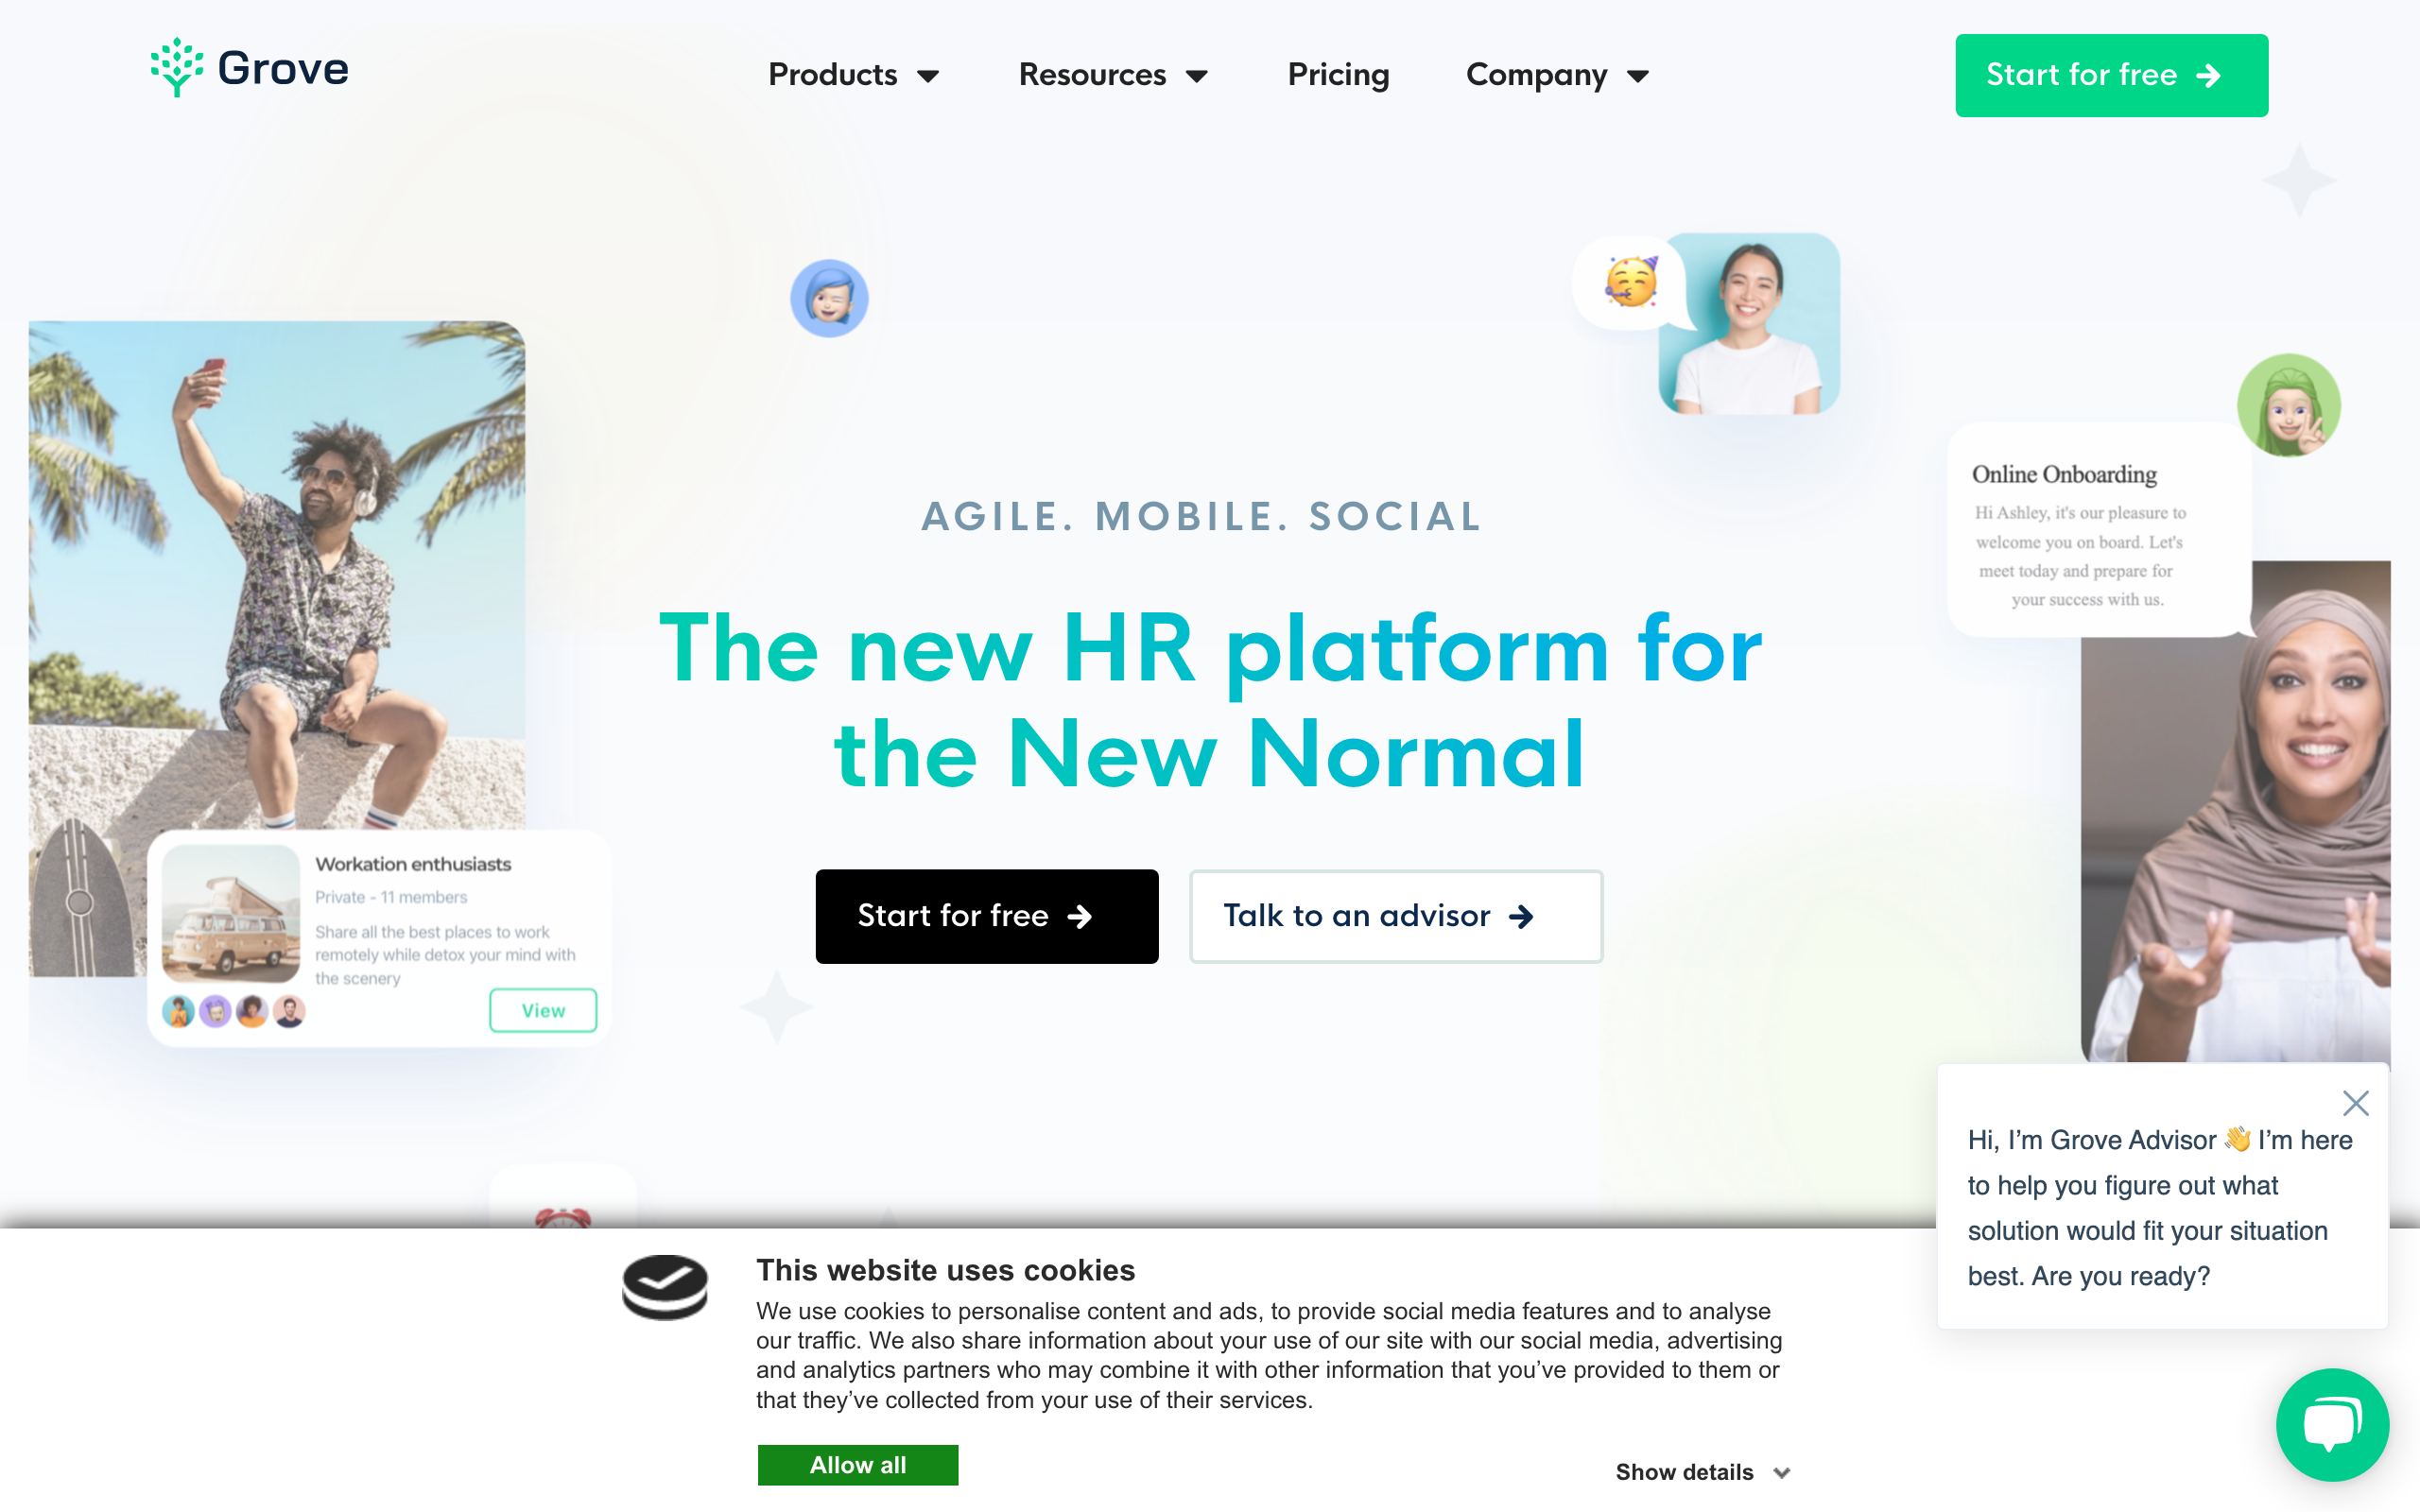 Grove
Products
Resources
Pricing
Company
Start for free
AGILE. MOBILE. SOCIAL
The new HR platform for
the New Normal
Start for free
Talk to an advisor
Online Onboarding
Hi Ashley, it's our pleasure to
welcome you on board. Let's
meet today and prepare for
your success with us.
Workation enthusiasts
Private - 11 members
Share all the best places to work
remotely while detox your mind with
the scenery
View
Hi, I’m Grove Advisor 👋 I’m here
to help you figure out what
solution would fit your situation
best. Are you ready?
This website uses cookies
We use cookies to personalise content and ads, to provide social media features and to analyse
our traffic. We also share information about your use of our site with our social media, advertising
and analytics partners who may combine it with other information that you’ve provided to them or
that they’ve collected from your use of their services.
Allow all
Show details